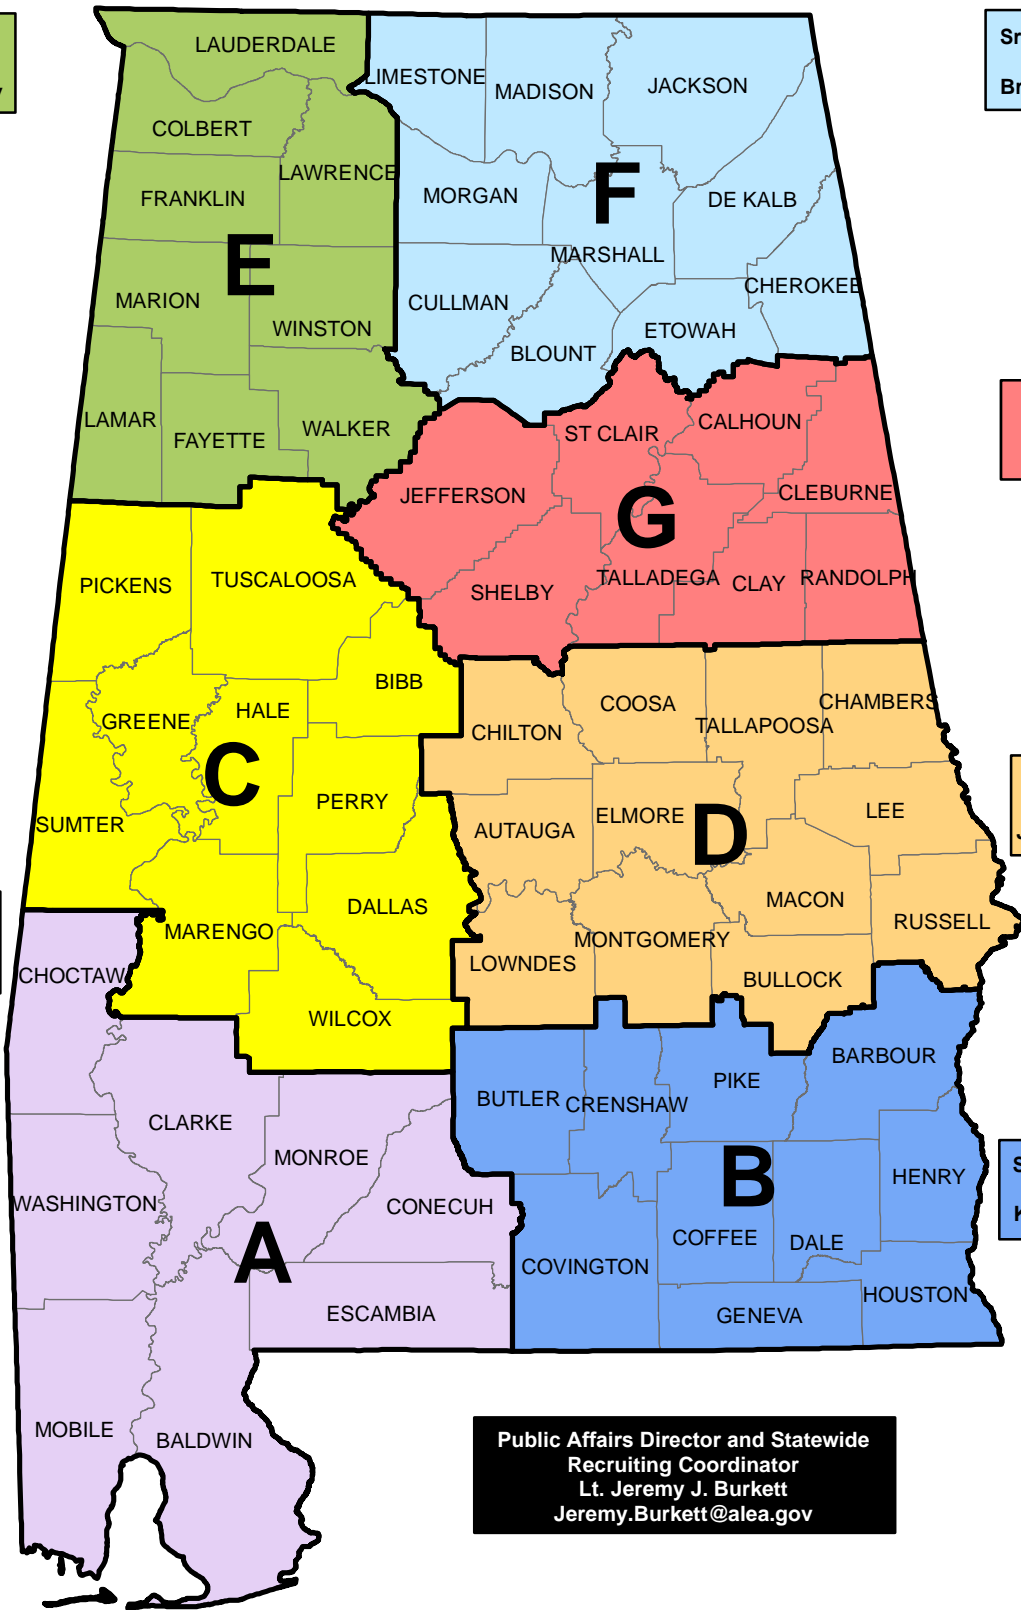 Sr
Br
LAUDERDALE
LIMESTONE
MADISON
JACKSON
COLBERT
LAWRENCE
FRANKLIN
MORGAN
F
DE KALB
E
MARSHALL
CHEROKEE
MARION
CULLMAN
WINSTON
BLOUNT
ETOWAH
LAMAR
FAYETTE
WALKER
ST CLAIR
CALHOUN
JEFFERSON
G
CLEBURNE
PICKENS
TUSCALOOSA
SHELBY
TALLADEGA
CLAY
RANDOLPH
BIBB
GREENE
HALE
CHILTON
COOSA
TALLAPOOSA
CHAMBERS
C
PERRY
SUMTER
AUTAUGA
ELMORE
D
LEE
J
DALLAS
MACON
MARENGO
RUSSELL
MONTGOMERY
CHOCTAW
LOWNDES
BULLOCK
WILCOX
BARBOUR
PIKE
BUTLER
CRENSHAW
CLARKE
MONROE
B
S
HENRY
K
WASHINGTON
CONECUH
COFFEE
DALE
A
COVINGTON
HOUSTON
ESCAMBIA
GENEVA
MOBILE
BALDWIN
Public Affairs Director and Statewide
Recruiting Coordinator
Lt. Jeremy J. Burkett
Jeremy.Burkett@alea.gov